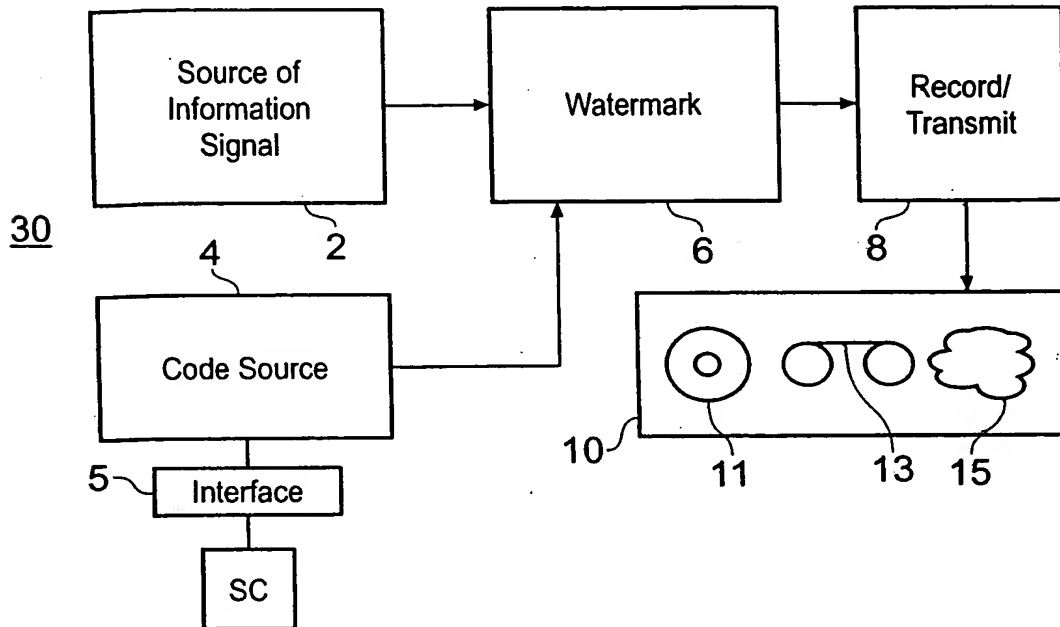 Source of
Information
Signal
Watermark
Record/
Transmit
30
2
6
8
4
Code Source
10
11
13
15
5
Interface
SC